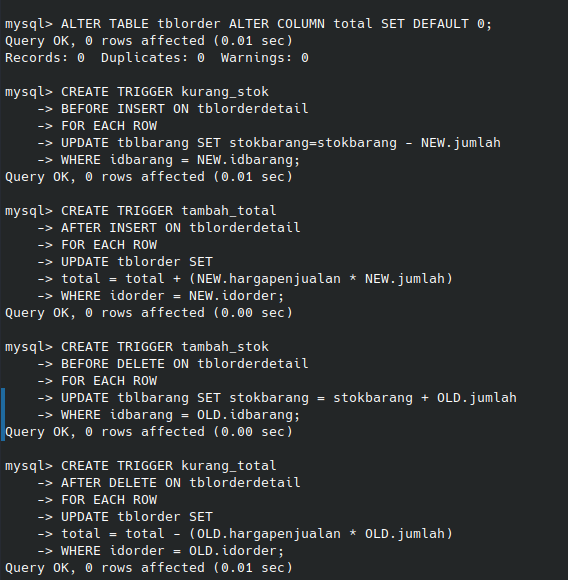 mysql> ALTER TABLE tblorder ALTER COLUMN total SET DEFAULT 0;
Query OK, 0 rows affected (0.01 sec)
Records: 0  Duplicates: 0  Warnings: 0

mysql> CREATE TRIGGER kurang_stok
    -> BEFORE INSERT ON tblorderdetail
    -> FOR EACH ROW
    -> UPDATE tblbarang SET stokbarang=stokbarang - NEW.jumlah
    -> WHERE idbarang = NEW.idbarang;
Query OK, 0 rows affected (0.01 sec)

mysql> CREATE TRIGGER tambah_total
    -> AFTER INSERT ON tblorderdetail
    -> FOR EACH ROW
    -> UPDATE tblorder SET
    -> total = total + (NEW.hargapenjualan * NEW.jumlah)
    -> WHERE idorder = NEW.idorder;
Query OK, 0 rows affected (0.00 sec)

mysql> CREATE TRIGGER tambah_stok
    -> BEFORE DELETE ON tblorderdetail
    -> FOR EACH ROW
    -> UPDATE tblbarang SET stokbarang = stokbarang + OLD.jumlah
    -> WHERE idbarang = OLD.idbarang;
Query OK, 0 rows affected (0.00 sec)

mysql> CREATE TRIGGER kurang_total
    -> AFTER DELETE ON tblorderdetail
    -> FOR EACH ROW
    -> UPDATE tblorder SET
    -> total = total - (OLD.hargapenjualan * OLD.jumlah)
    -> WHERE idorder = OLD.idorder;
Query OK, 0 rows affected (0.01 sec)